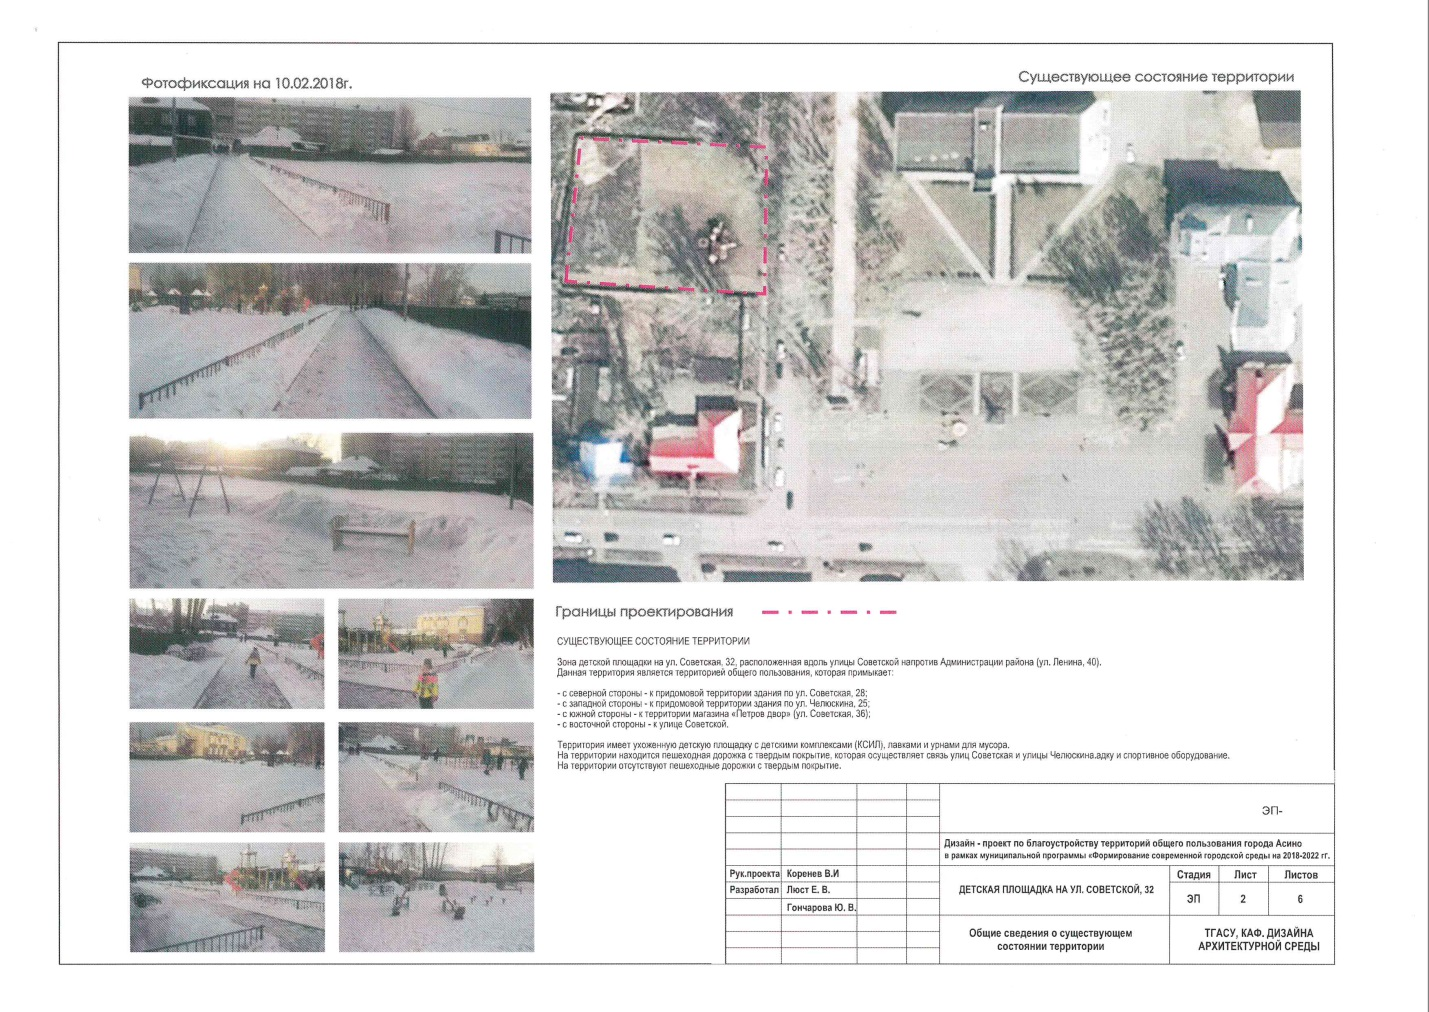 Фотофиксация на 10.02.2018г.
Существующее состояние территории
Границы проектирования
СУЩЕСТВУЮЩЕЕ СОСТОЯНИЕ ТЕРРИТОРИИ
Зона детской площадки на ул. Советская, 32, расположенная вдоль улицы Советской напротив Администрации района (ул. Ленина, 40).
Данная территория является территорией общего пользования, которая примыкает:
- с северной стороны - к придомовой территории здания по ул. Советская, 28;
- с западной стороны - к придомовой территории здания по ул. Челюскина, 25;
- с южной стороны - к территории магазина «Петров двор» (ул. Советская, 36);
- с восточной стороны - к улице Советской.
Территория имеет ухоженную детскую площадку с детскими комплексами (КСИЛ), лавками и урнами для мусора.
На территории находится пешеходная дорожка с твердым покрытие, которая осуществляет связь улиц Советская и улицы Челюскина.адку и спортивное оборудование.
На территории отсутствуют пешеходные дорожки с твердым покрытие.
ЭП-
Дизайн - проект по благоустройству территорий общего пользования города Асино
в рамках муниципальной программы «Формирование современной городской среды на 2018-2022 гг.
Рук.проекта Коренев В.И
Разработал Люст Е. В.
Гончарова Ю. В.
ДЕТСКАЯ ПЛОЩАДКА НА УЛ. СОВЕТСКОЙ, 32
Стадия Лист Листов
ЭП 2 6
Общие сведения о существующем
состоянии территории
ТГАСУ, КАФ. ДИЗАЙНА
АРХИТЕКТУРНОЙ СРЕДЫ